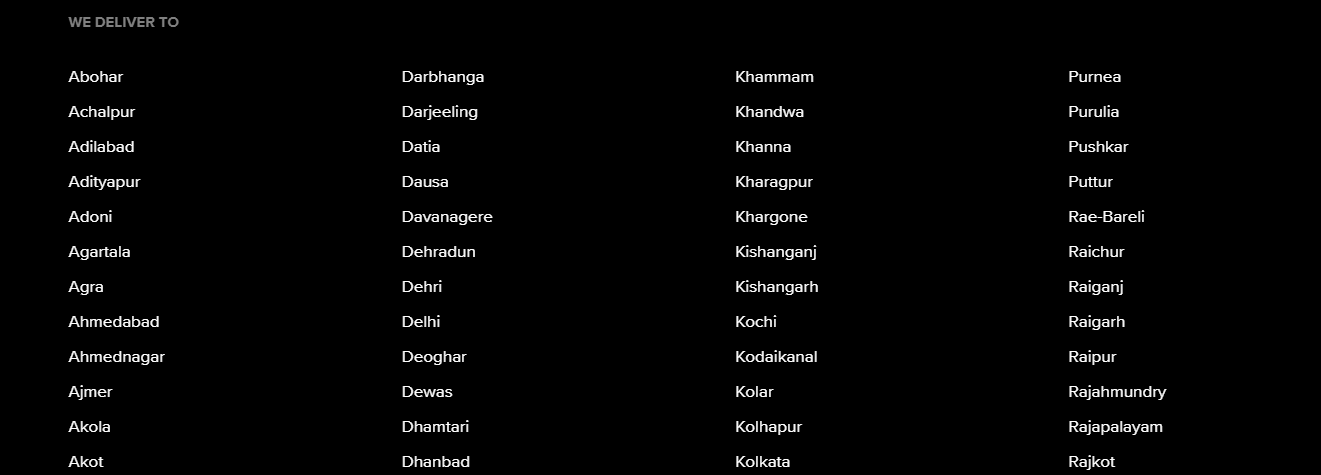 WE DELIVER TO
Abohar
Achalpur
Adilabad
Adityapur
Adoni
Agartala
Agra
Ahmedabad
Ahmednagar
Ajmer
Akola
Akot
Darbhanga
Darjeeling
Datia
Dausa
Davanagere
Dehradun
Dehri
Delhi
Deoghar
Dewas
Dhamtari
Dhanbad
Khammam
Khandwa
Khanna
Kharagpur
Khargone
Kishanganj
Kishangarh
Kochi
Kodaikanal
Kolar
Kolhapur
Kolkata
Purnea
Purulia
Pushkar
Puttur
Rae-Bareli
Raichur
Raiganj
Raigarh
Raipur
Rajahmundry
Rajapalayam
Rajkot